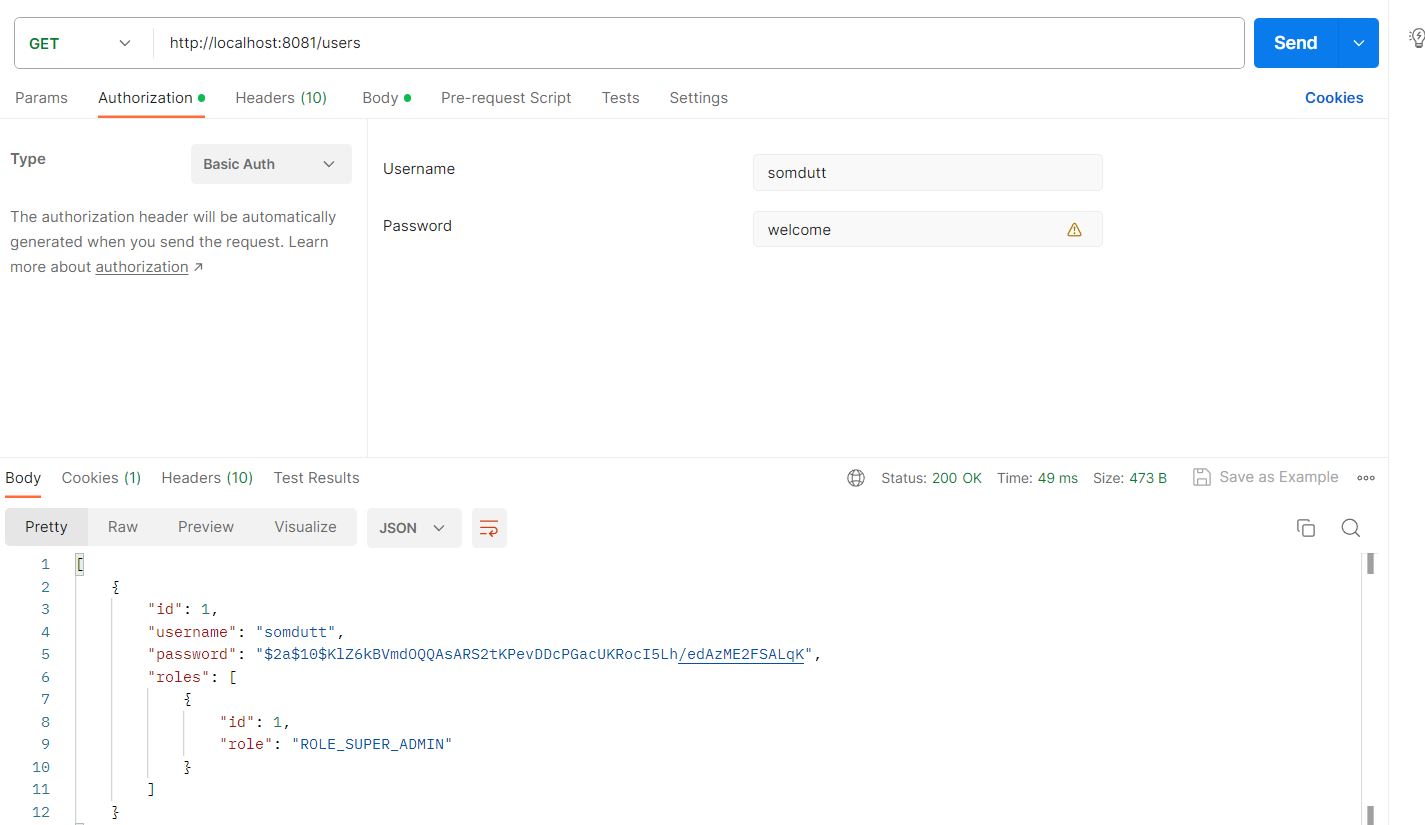 GET http://localhost:8081/users Send
Params Authorization Headers (10) Body Pre-request Script Tests Settings Cookies
Type Basic Auth
The authorization header will be automatically
generated when you send the request. Learn
more about authorization ↗
Username somdutt
Password welcome
Body Cookies (1) Headers (10) Test Results Status: 200 OK Time: 49 ms Size: 473 B Save as Example
Pretty Raw Preview Visualize JSON
1 [
2 {
3 "id": 1,
4 "username": "somdutt",
5 "password": "$2a$10$KlZ6kBVmdOQQAsARS2tKPevDDcPGacUKRocI5Lh/edAzME2FSALqK",
6 "roles": [
7 {
8 "id": 1,
9 "role": "ROLE_SUPER_ADMIN"
10 }
11 ]
12 }